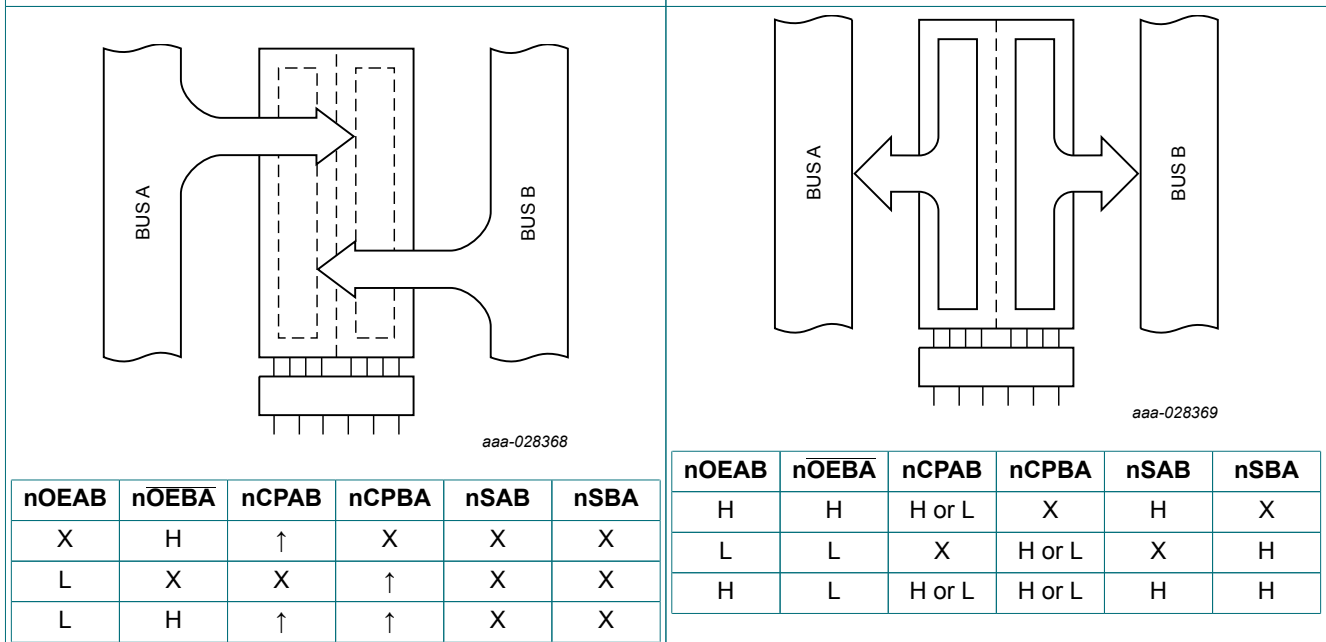 BUS A
BUS B
aaa-028368
nOEAB nOEBA nCPAB nCPBA nSAB nSBA
X H ↑ X X X
L X X ↑ X X
L H ↑ ↑ X X
BUS A
BUS B
aaa-028369
nOEAB nOEBA nCPAB nCPBA nSAB nSBA
H H H or L X H X
L L X H or L X H
H L H or L H or L H H